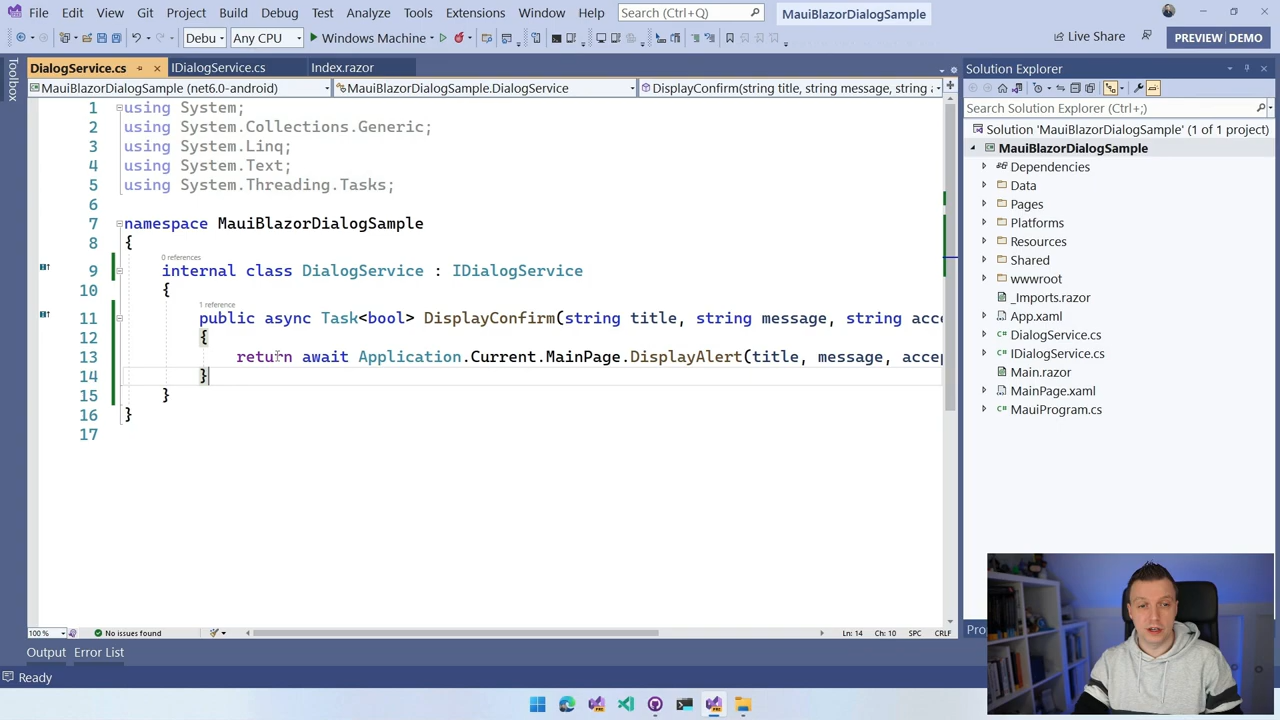 File Edit View Git Project Build Debug Test Analyze Tools Extensions Window Help Search (Ctrl+Q) MauiBlazorDialogSample
Debu Any CPU Windows Machine Live Share PREVIEW DEMO
Toolbox
DialogService.cs IDialogService.cs Index.razor
MauiBlazorDialogSample (net6.0-android) MauiBlazorDialogSample.DialogService DisplayConfirm(string title, string message, string a
1 using System;
2 using System.Collections.Generic;
3 using System.Linq;
4 using System.Text;
5 using System.Threading.Tasks;
6
7 namespace MauiBlazorDialogSample
8 {
0 references
9 internal class DialogService : IDialogService
10 {
1 reference
11 public async Task<bool> DisplayConfirm(string title, string message, string acc
12 {
13 return await Application.Current.MainPage.DisplayAlert(title, message, accep
14 }
15 }
16 }
17
100 % No issues found Ln: 14 Ch: 10 SPC CRLF
Output Error List
Ready
Solution Explorer
Search Solution Explorer (Ctrl+;)
Solution 'MauiBlazorDialogSample' (1 of 1 project)
MauiBlazorDialogSample
Dependencies
Data
Pages
Platforms
Resources
Shared
wwwroot
_Imports.razor
App.xaml
DialogService.cs
IDialogService.cs
Main.razor
MainPage.xaml
MauiProgram.cs
Pro